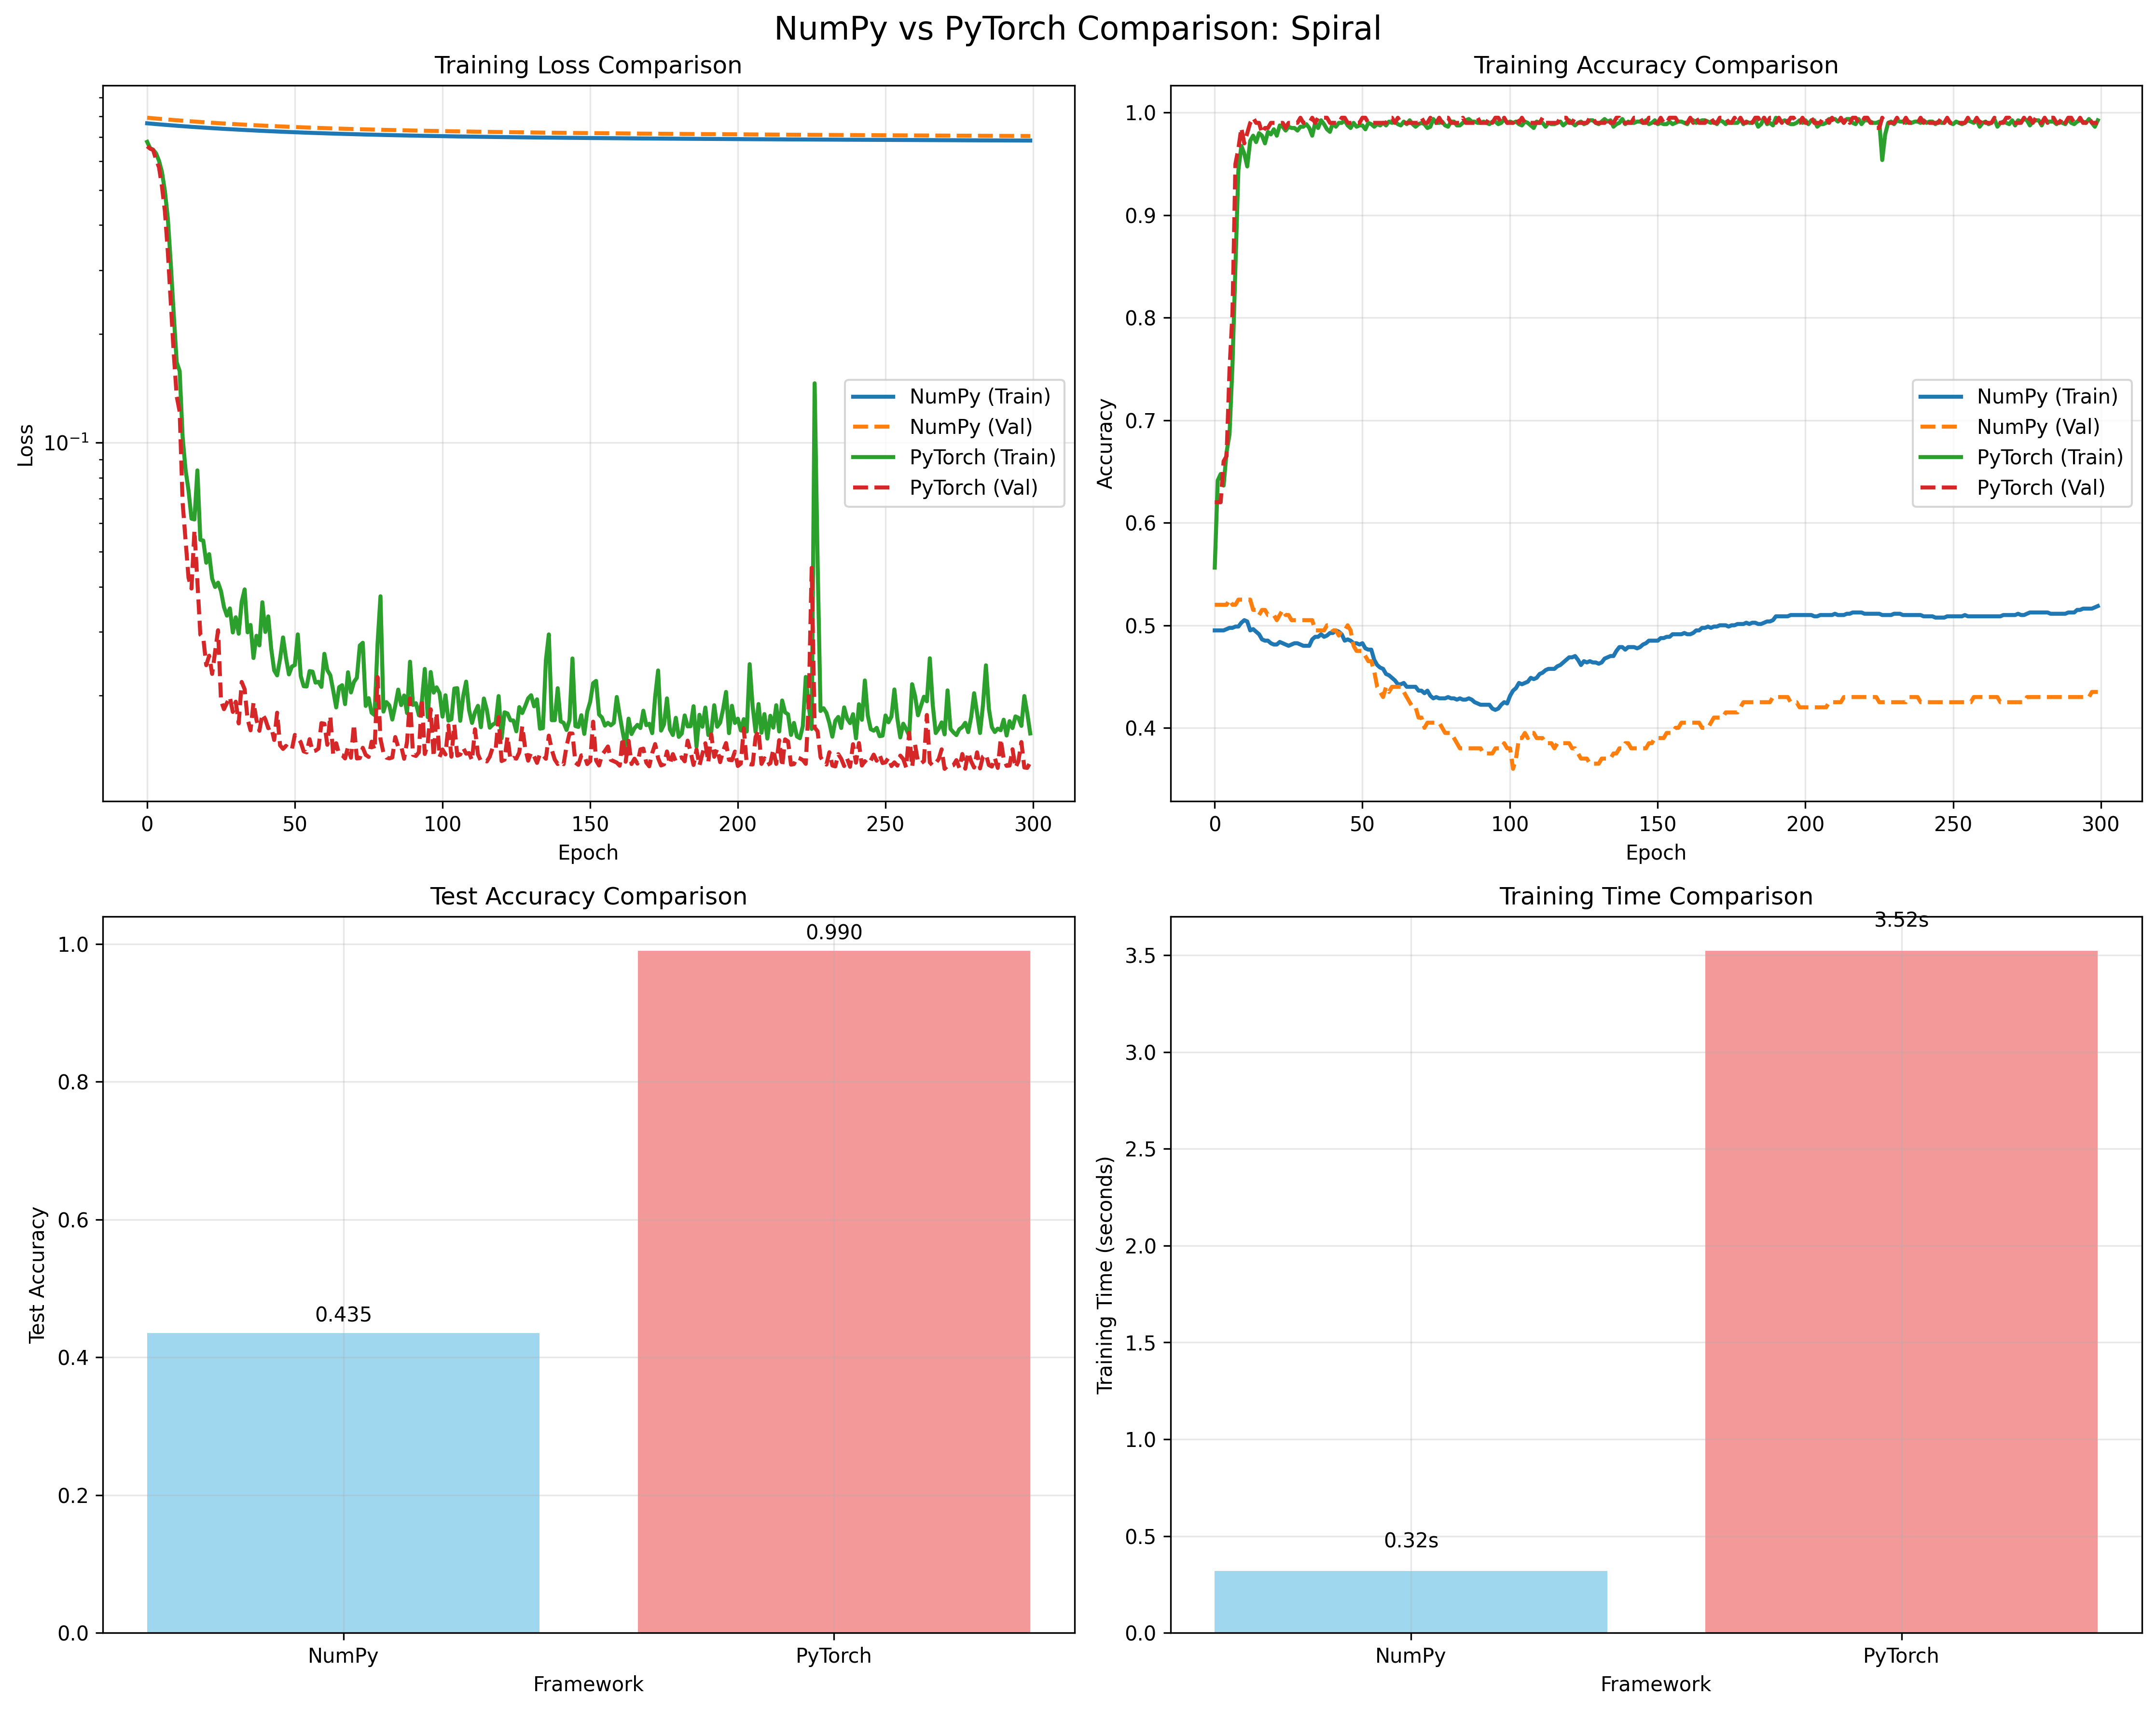 NumPy vs PyTorch Comparison: Spiral
Training Loss Comparison
Loss
10⁻¹
NumPy (Train)
NumPy (Val)
PyTorch (Train)
PyTorch (Val)
0 50 100 150 200 250 300
Epoch
Training Accuracy Comparison
Accuracy
1.0
0.9
0.8
0.7
0.6
0.5
0.4
NumPy (Train)
NumPy (Val)
PyTorch (Train)
PyTorch (Val)
0 50 100 150 200 250 300
Epoch
Test Accuracy Comparison
Test Accuracy
1.0
0.8
0.6
0.4
0.2
0.0
0.435
0.990
NumPy PyTorch
Framework
Training Time Comparison
Training Time (seconds)
3.5
3.0
2.5
2.0
1.5
1.0
0.5
0.0
0.32s
3.52s
NumPy PyTorch
Framework